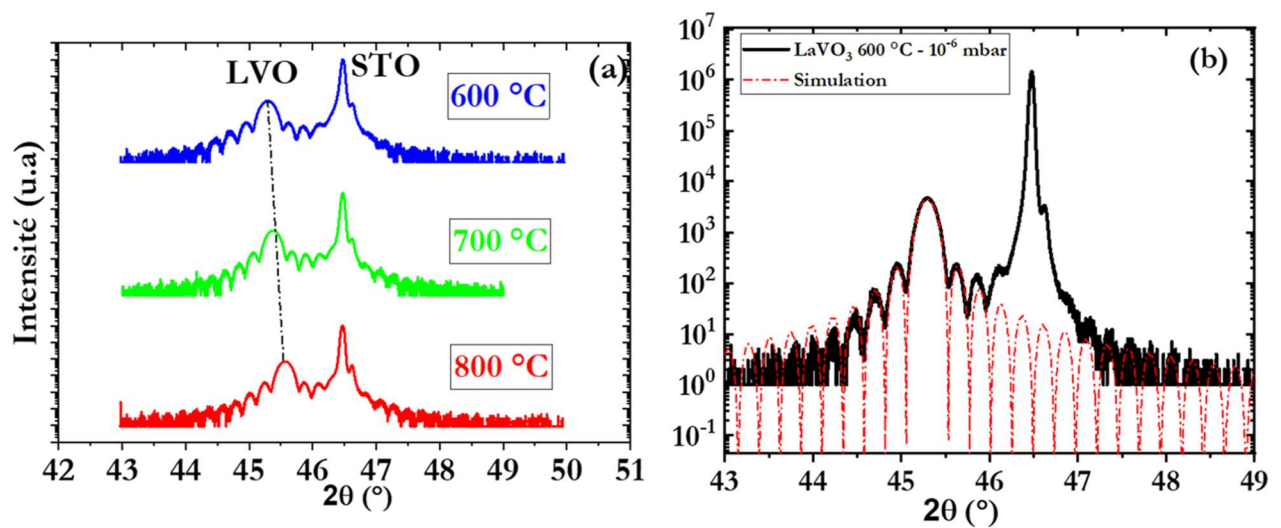 LVO
STO
(a)
600 °C
700 °C
800 °C
Intensité (u.a)
42 43 44 45 46 47 48 49 50 51
2θ (°)
10⁷
10⁶
10⁵
10⁴
10³
10²
10¹
10⁰
10⁻¹
LaVO₃ 600 °C - 10⁻⁶ mbar
Simulation
(b)
43 44 45 46 47 48 49
2θ (°)